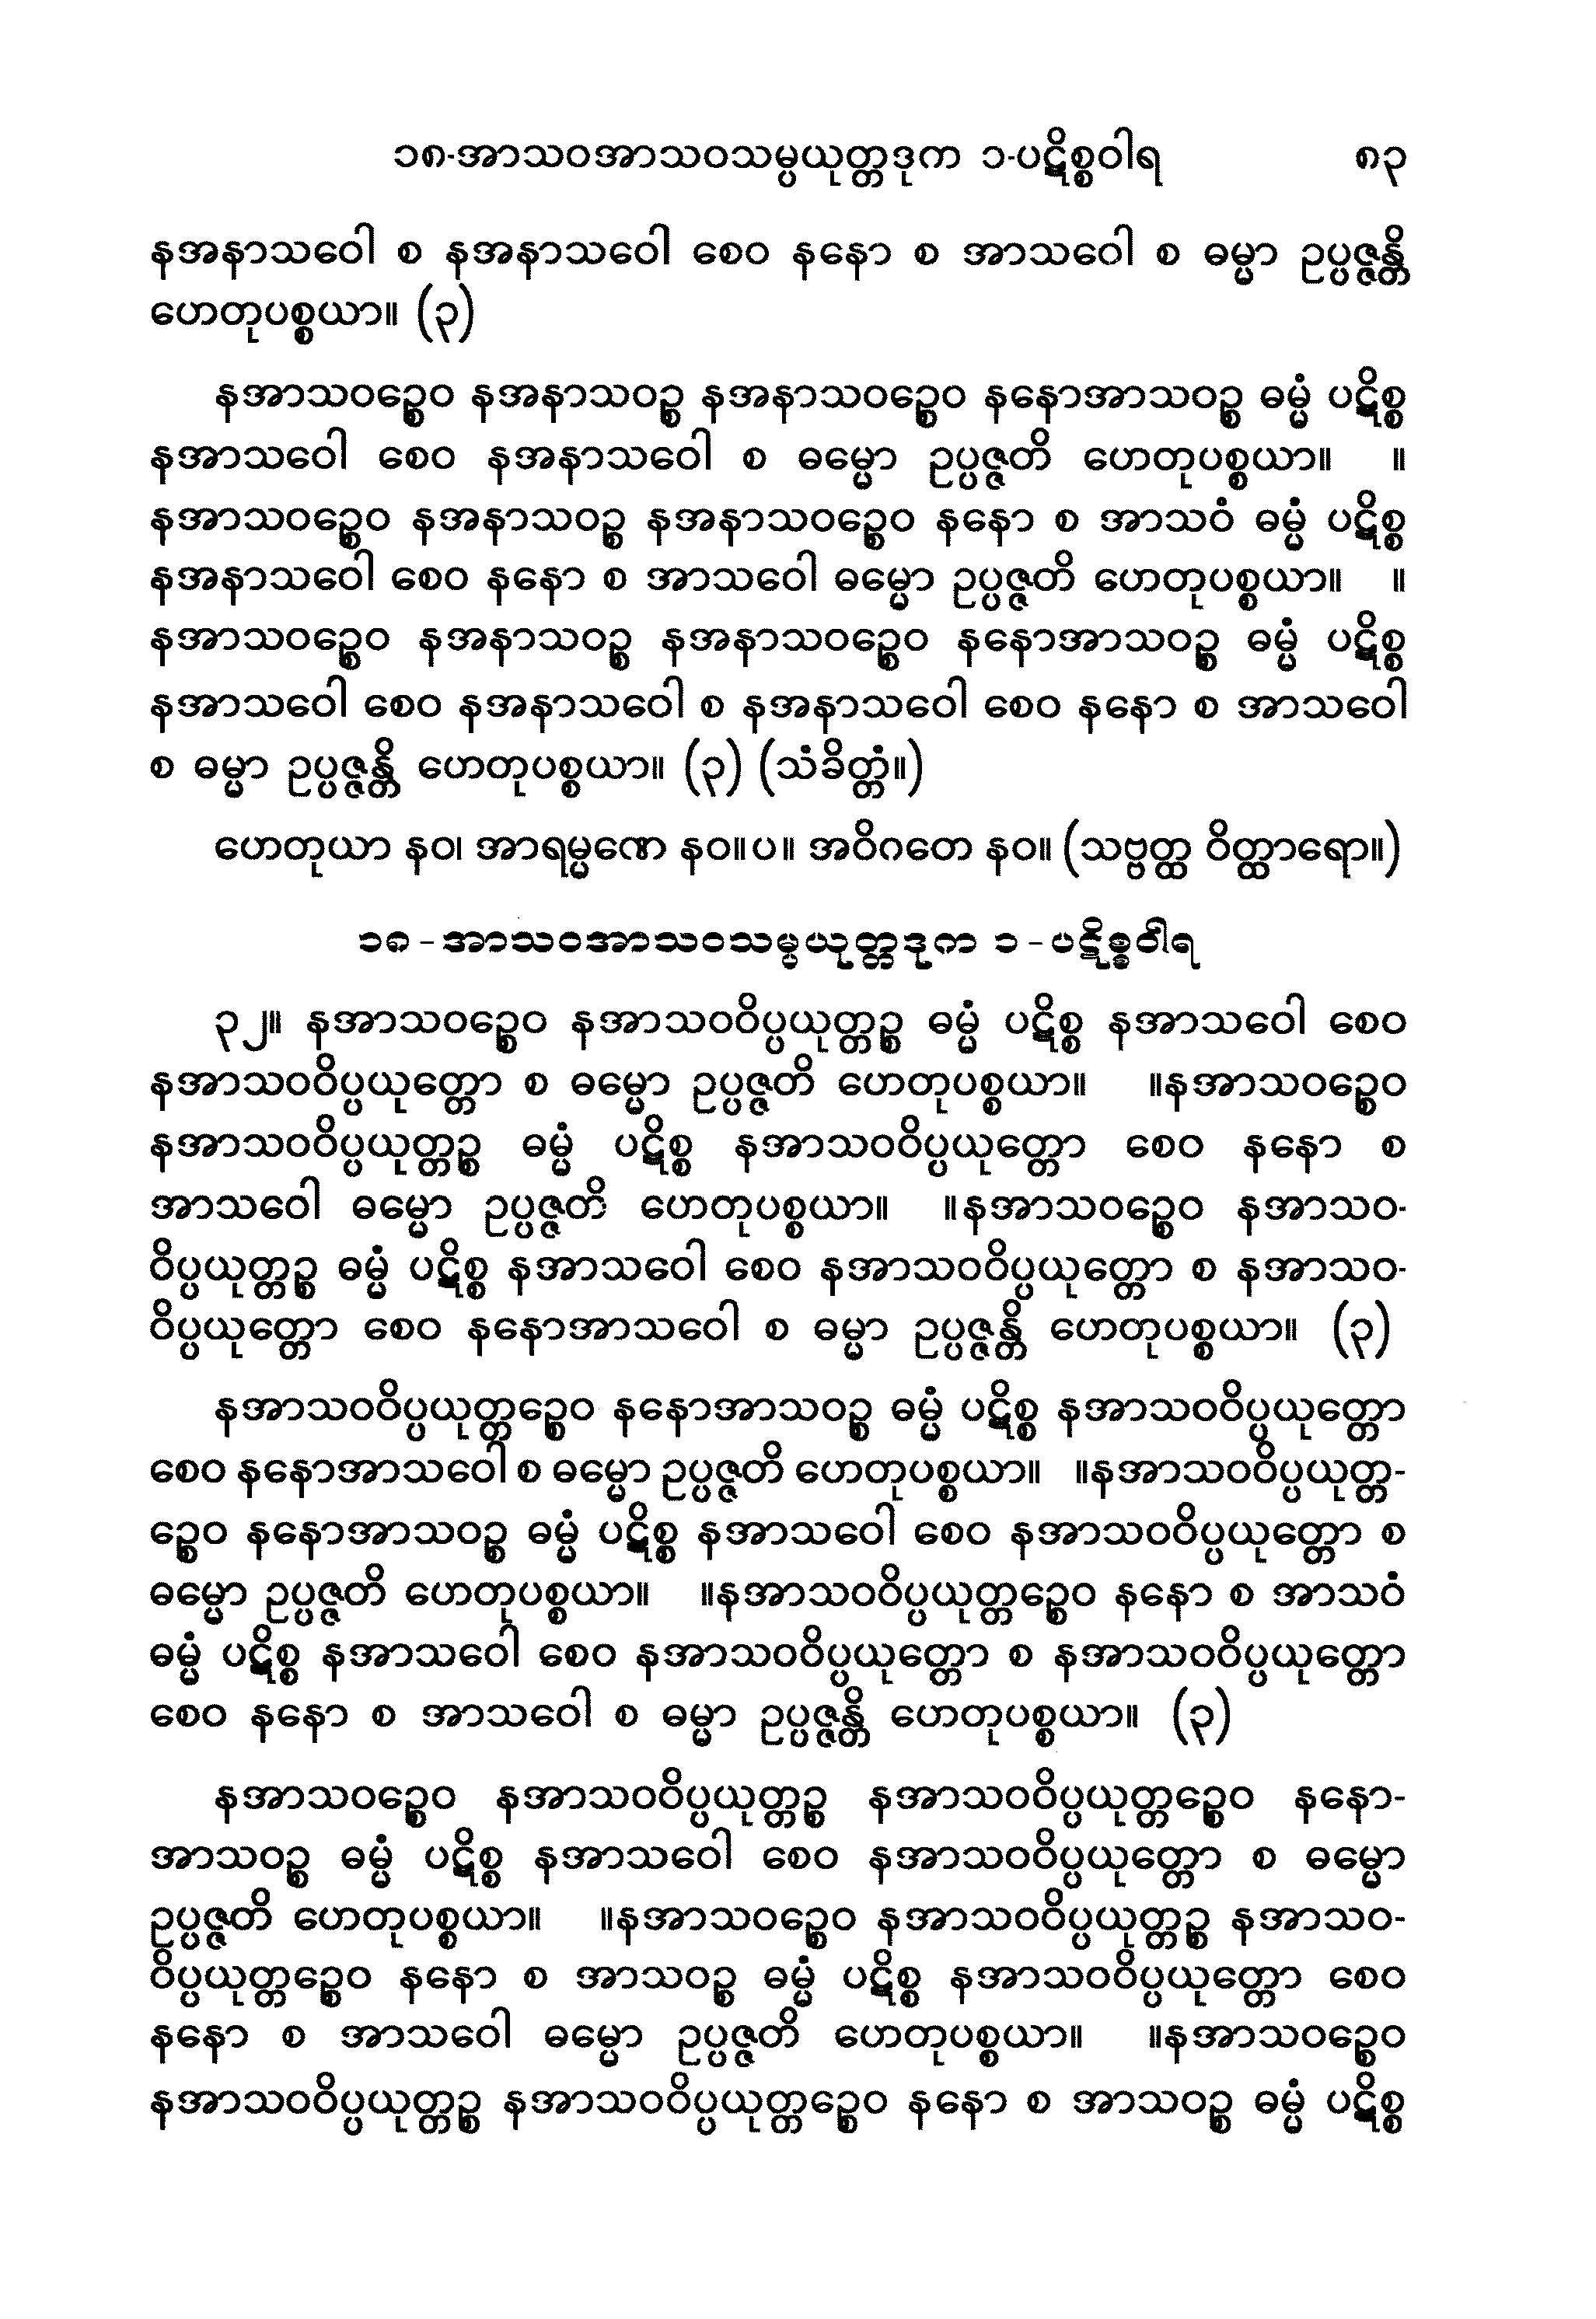 ၁၈-အာသဝအာသဝသမ္ပယုတ္တဒုက ၁-ပဋိစ္စဝါရ ၈၃
နအနာသဝေါ စ နအနာသဝေါ စေဝ နနော စ အာသဝေါ စ ဓမ္မာ ဥပ္ပဇ္ဇန္တိ
ဟေတုပစ္စယာ။ (၃)
နအာသဝဉ္စေဝ နအနာသဝဉ္စ နအနာသဝဉ္စေဝ နနောအာသဝဉ္စ ဓမ္မံ ပဋိစ္စ
နအာသဝေါ စေဝ နအနာသဝေါ စ ဓမ္မော ဥပ္ပဇ္ဇတိ ဟေတုပစ္စယာ။ ။
နအာသဝဉ္စေဝ နအနာသဝဉ္စ နအနာသဝဉ္စေဝ နနော စ အာသဝံ ဓမ္မံ ပဋိစ္စ
နအနာသဝေါ စေဝ နနော စ အာသဝေါ ဓမ္မော ဥပ္ပဇ္ဇတိ ဟေတုပစ္စယာ။ ။
နအာသဝဉ္စေဝ နအနာသဝဉ္စ နအနာသဝဉ္စေဝ နနောအာသဝဉ္စ ဓမ္မံ ပဋိစ္စ
နအာသဝေါ စေဝ နအနာသဝေါ စ နအနာသဝေါ စေဝ နနော စ အာသဝေါ
စ ဓမ္မာ ဥပ္ပဇ္ဇန္တိ ဟေတုပစ္စယာ။ (၃) (သံခိတ္တံ။)
ဟေတုယာ နဝ၊ အာရမ္မဏေ နဝ။ပ။ အဝိဂတေ နဝ။ (သဗ္ဗတ္ထ ဝိတ္ထာရော။)
၁၈ - အာသဝအာသဝသမ္ပယုတ္တဒုက ၁ - ပဋိစ္စဝါရ
၃၂။ နအာသဝဉ္စေဝ နအာသဝဝိပ္ပယုတ္တဉ္စ ဓမ္မံ ပဋိစ္စ နအာသဝေါ စေဝ
နအာသဝဝိပ္ပယုတ္တော စ ဓမ္မော ဥပ္ပဇ္ဇတိ ဟေတုပစ္စယာ။ ။နအာသဝဉ္စေဝ
နအာသဝဝိပ္ပယုတ္တဉ္စ ဓမ္မံ ပဋိစ္စ နအာသဝဝိပ္ပယုတ္တော စေဝ နနော စ
အာသဝေါ ဓမ္မော ဥပ္ပဇ္ဇတိ ဟေတုပစ္စယာ။ ။နအာသဝဉ္စေဝ နအာသဝ-
ဝိပ္ပယုတ္တဉ္စ ဓမ္မံ ပဋိစ္စ နအာသဝေါ စေဝ နအာသဝဝိပ္ပယုတ္တော စ နအာသဝ-
ဝိပ္ပယုတ္တော စေဝ နနောအာသဝေါ စ ဓမ္မာ ဥပ္ပဇ္ဇန္တိ ဟေတုပစ္စယာ။ (၃)
နအာသဝဝိပ္ပယုတ္တဉ္စေဝ နနောအာသဝဉ္စ ဓမ္မံ ပဋိစ္စ နအာသဝဝိပ္ပယုတ္တော
စေဝ နနောအာသဝေါ စ ဓမ္မော ဥပ္ပဇ္ဇတိ ဟေတုပစ္စယာ။ ။နအာသဝဝိပ္ပယုတ္တ-
ဉ္စေဝ နနောအာသဝဉ္စ ဓမ္မံ ပဋိစ္စ နအာသဝေါ စေဝ နအာသဝဝိပ္ပယုတ္တော စ
ဓမ္မော ဥပ္ပဇ္ဇတိ ဟေတုပစ္စယာ။ ။နအာသဝဝိပ္ပယုတ္တဉ္စေဝ နနော စ အာသဝံ
ဓမ္မံ ပဋိစ္စ နအာသဝေါ စေဝ နအာသဝဝိပ္ပယုတ္တော စ နအာသဝဝိပ္ပယုတ္တော
စေဝ နနော စ အာသဝေါ စ ဓမ္မာ ဥပ္ပဇ္ဇန္တိ ဟေတုပစ္စယာ။ (၃)
နအာသဝဉ္စေဝ နအာသဝဝိပ္ပယုတ္တဉ္စ နအာသဝဝိပ္ပယုတ္တဉ္စေဝ နနော-
အာသဝဉ္စ ဓမ္မံ ပဋိစ္စ နအာသဝေါ စေဝ နအာသဝဝိပ္ပယုတ္တော စ ဓမ္မော
ဥပ္ပဇ္ဇတိ ဟေတုပစ္စယာ။ ။နအာသဝဉ္စေဝ နအာသဝဝိပ္ပယုတ္တဉ္စ နအာသဝ-
ဝိပ္ပယုတ္တဉ္စေဝ နနော စ အာသဝဉ္စ ဓမ္မံ ပဋိစ္စ နအာသဝဝိပ္ပယုတ္တော စေဝ
နနော စ အာသဝေါ ဓမ္မော ဥပ္ပဇ္ဇတိ ဟေတုပစ္စယာ။ ။နအာသဝဉ္စေဝ
နအာသဝဝိပ္ပယုတ္တဉ္စ နအာသဝဝိပ္ပယုတ္တဉ္စေဝ နနော စ အာသဝဉ္စ ဓမ္မံ ပဋိစ္စ